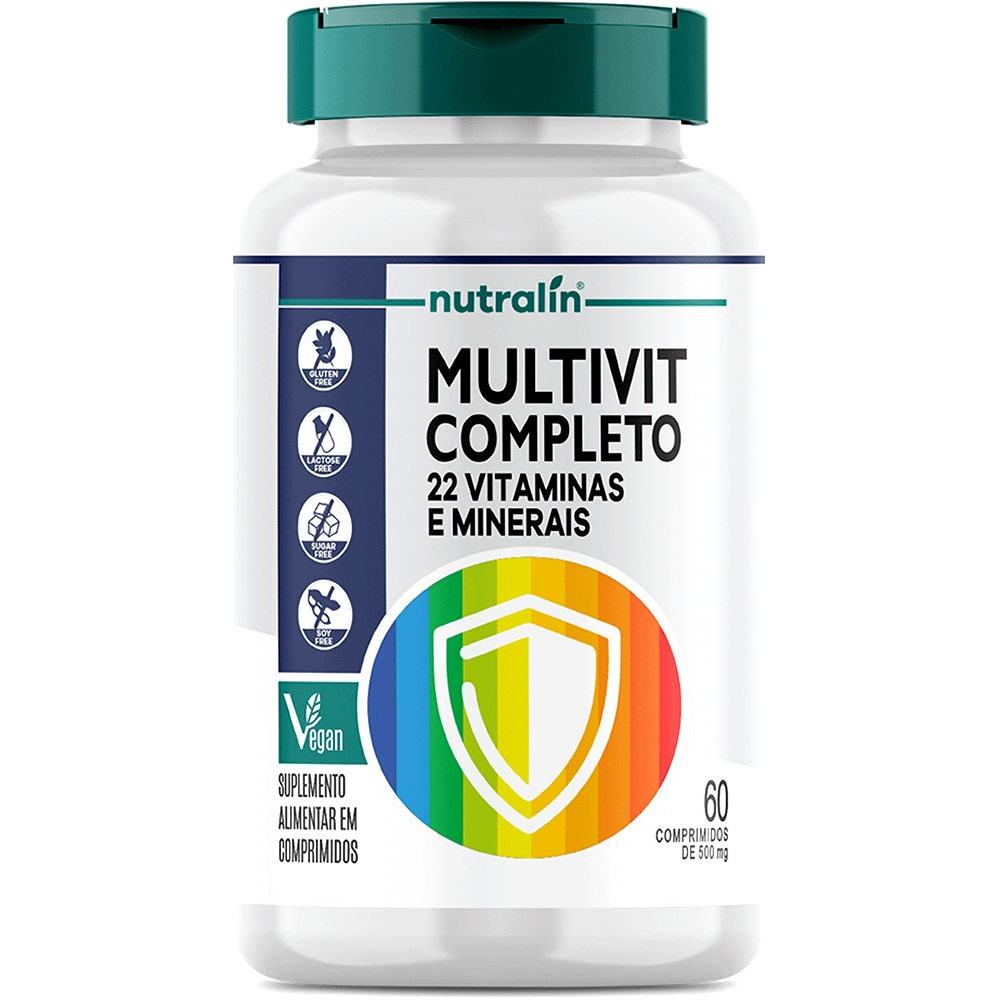 nutralin®
MULTIVIT
COMPLETO
22 VITAMINAS
E MINERAIS
GLUTEN
FREE
LACTOSE
FREE
SUGAR
FREE
SOY
FREE
Vegan
SUPLEMENTO
ALIMENTAR EM
COMPRIMIDOS
60
COMPRIMIDOS
DE 500 mg